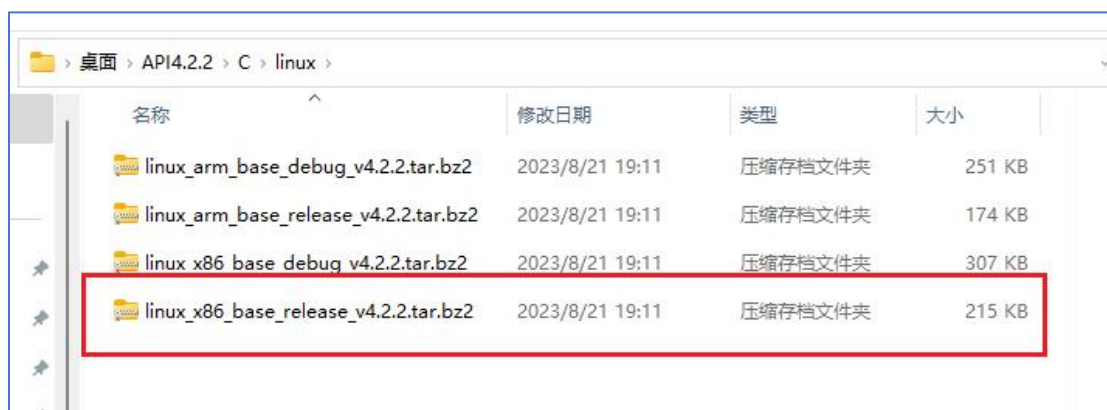 桌面 > API4.2.2 > C > linux >
名称 修改日期 类型 大小
linux_arm_base_debug_v4.2.2.tar.bz2 2023/8/21 19:11 压缩存档文件夹 251 KB
linux_arm_base_release_v4.2.2.tar.bz2 2023/8/21 19:11 压缩存档文件夹 174 KB
linux_x86_base_debug_v4.2.2.tar.bz2 2023/8/21 19:11 压缩存档文件夹 307 KB
linux_x86_base_release_v4.2.2.tar.bz2 2023/8/21 19:11 压缩存档文件夹 215 KB